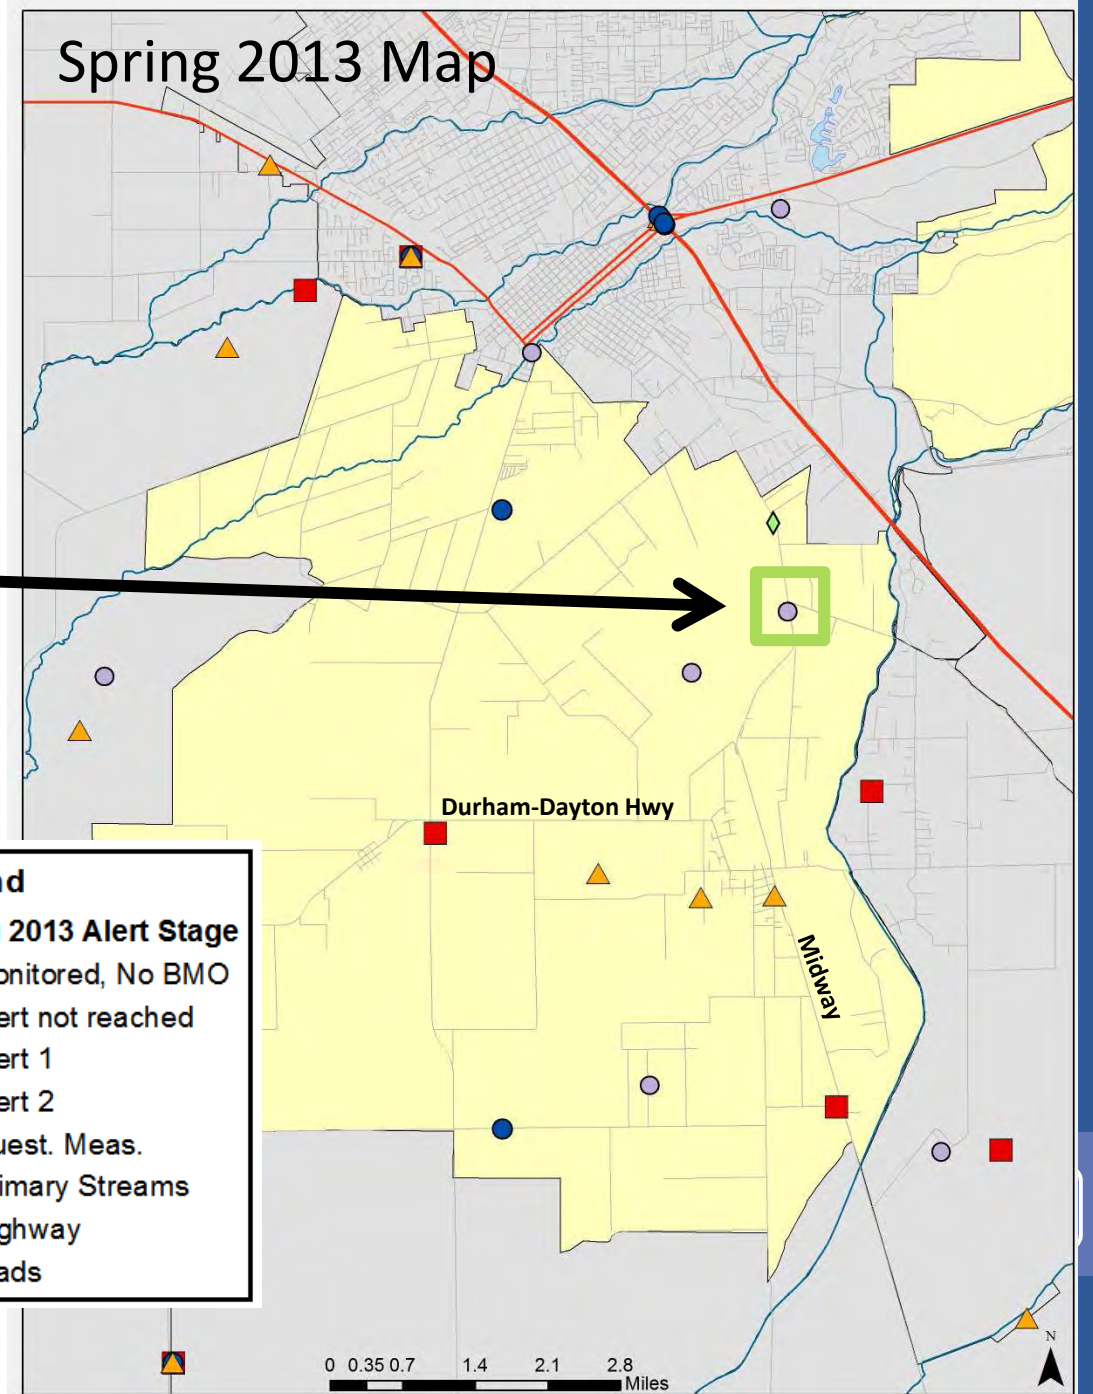 Spring 2013 Map
Durham-Dayton Hwy
Midway
nd
2013 Alert Stage
onitored, No BMO
ert not reached
ert 1
ert 2
uest. Meas.
imary Streams
ghway
ads
0 0.35 0.7 1.4 2.1 2.8
Miles
N